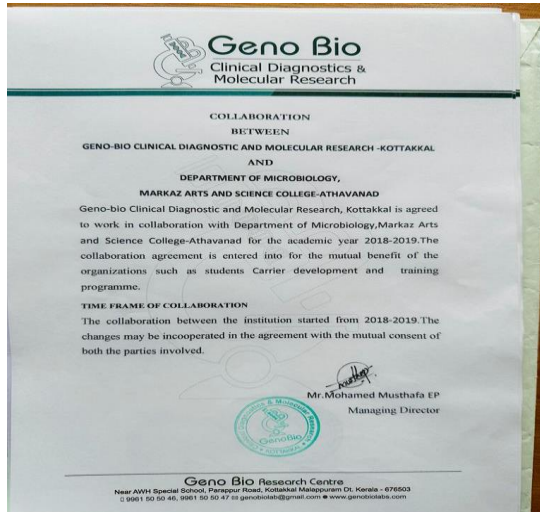 Geno Bio
Clinical Diagnostics &
Molecular Research
COLLABORATION
BETWEEN
GENO-BIO CLINICAL DIAGNOSTIC AND MOLECULAR RESEARCH -KOTTAKKAL
AND
DEPARTMENT OF MICROBIOLOGY,
MARKAZ ARTS AND SCIENCE COLLEGE-ATHAVANAD
Geno-bio Clinical Diagnostic and Molecular Research, Kottakkal is agreed
to work in collaboration with Department of Microbiology,Markaz Arts
and Science College-Athavanad for the academic year 2018-2019.The
collaboration agreement is entered into for the mutual benefit of the
organizations such as students Carrier development and training
programme.
TIME FRAME OF COLLABORATION
The collaboration between the institution started from 2018-2019.The
changes may be incooperated in the agreement with the mutual consent of
both the parties involved.
Mr.Mohamed Musthafa EP
Managing Director
Diagnostics & Molecular Research
GenoBio
KOTTAKKAL
Geno Bio Research Centre
Near AWH Special School, Parappur Road, Kottakkal Malappuram Dt. Kerala - 676503
9961 50 50 46, 9961 50 50 47 genobiolab@gmail.com ● www.genobiolabs.com